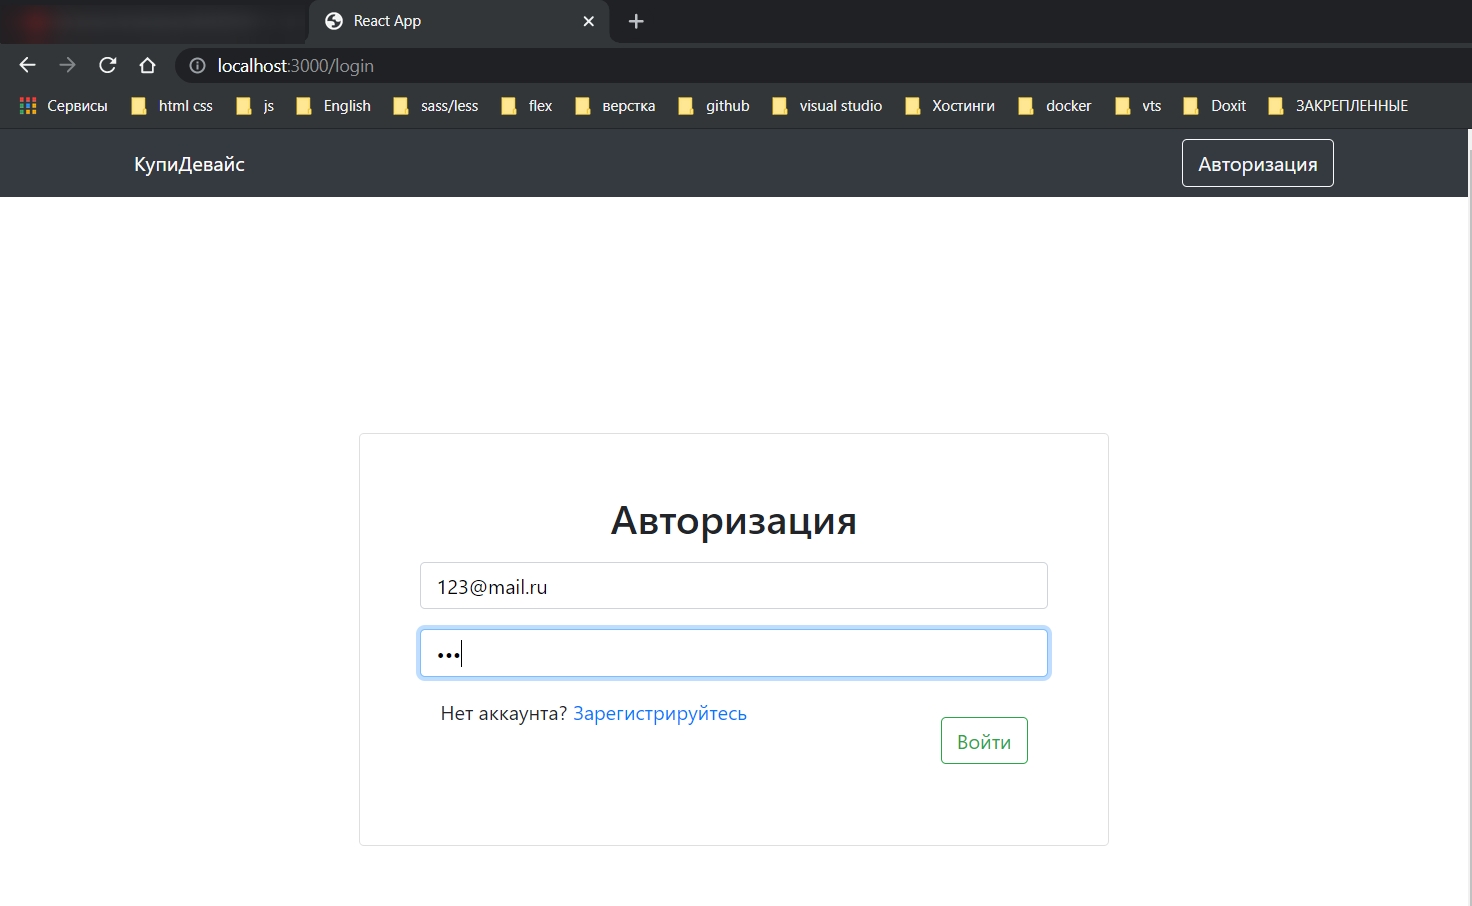 React App
localhost:3000/login
Сервисы html css js English sass/less flex верстка github visual studio Хостинги docker vts Doxit ЗАКРЕПЛЕННЫЕ
КупиДевайс Авторизация
Авторизация
123@mail.ru
•••
Нет аккаунта? Зарегистрируйтесь
Войти